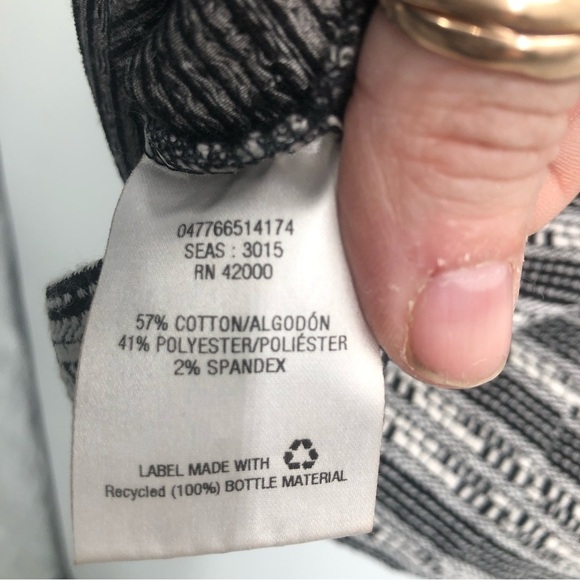 047766514174
SEAS : 3015
RN 42000
57% COTTON/ALGODÓN
41% POLYESTER/POLIÉSTER
2% SPANDEX
LABEL MADE WITH
Recycled (100%) BOTTLE MATERIAL